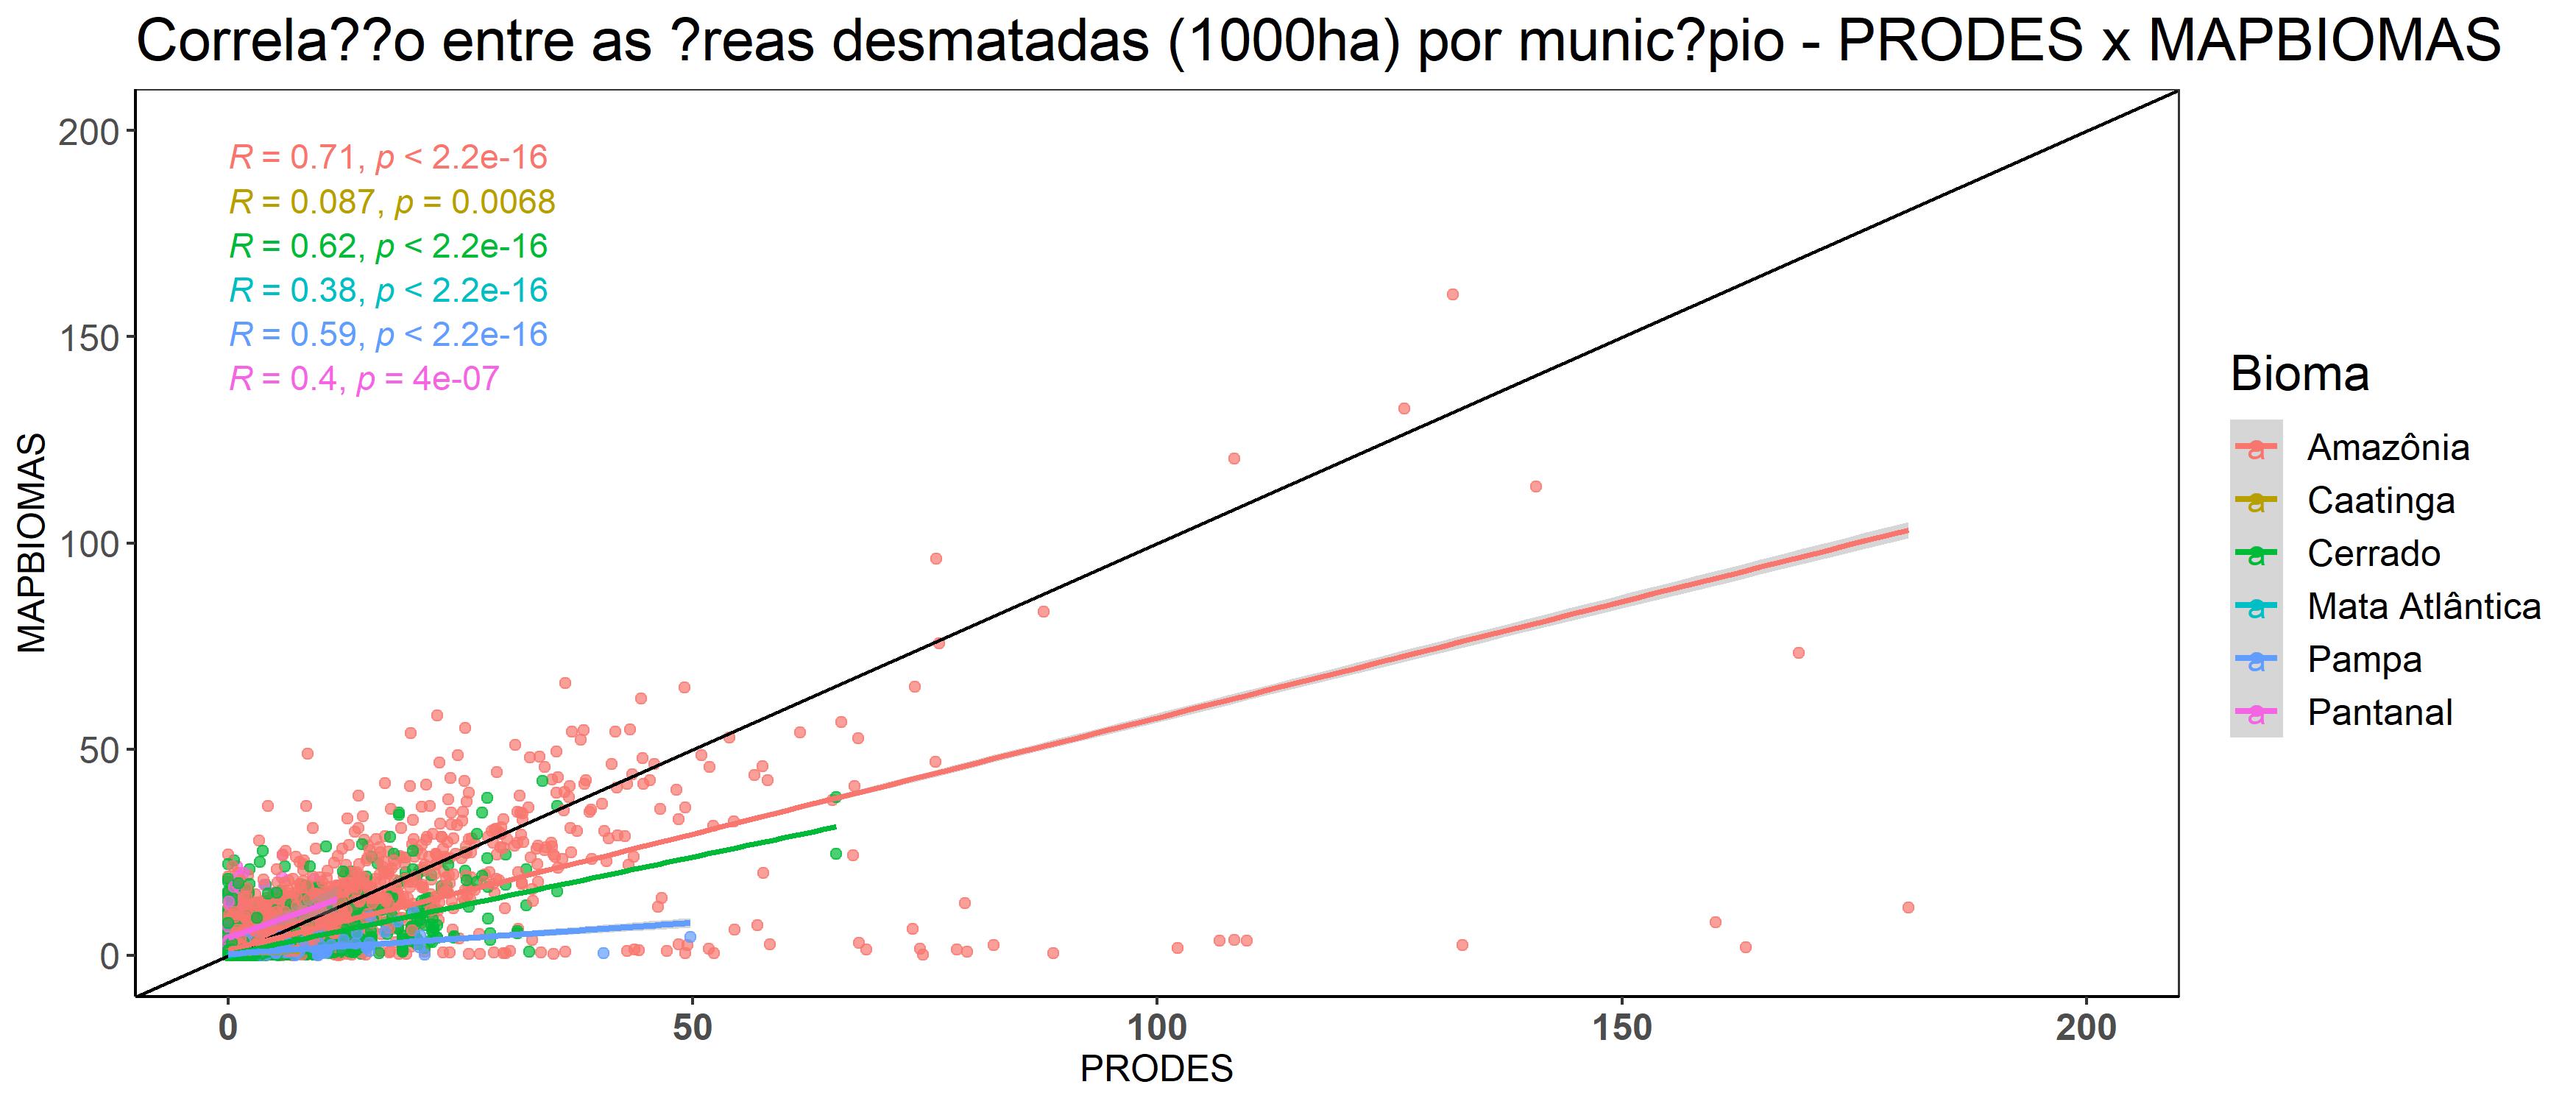 Correla??o entre as ?reas desmatadas (1000ha) por munic?pio - PRODES x MAPBIOMAS
200
150
100
50
0
MAPBIOMAS
R = 0.71, p < 2.2e-16
R = 0.087, p = 0.0068
R = 0.62, p < 2.2e-16
R = 0.38, p < 2.2e-16
R = 0.59, p < 2.2e-16
R = 0.4, p = 4e-07
0 50 100 150 200
PRODES
Bioma
a Amazônia
a Caatinga
a Cerrado
a Mata Atlântica
a Pampa
a Pantanal